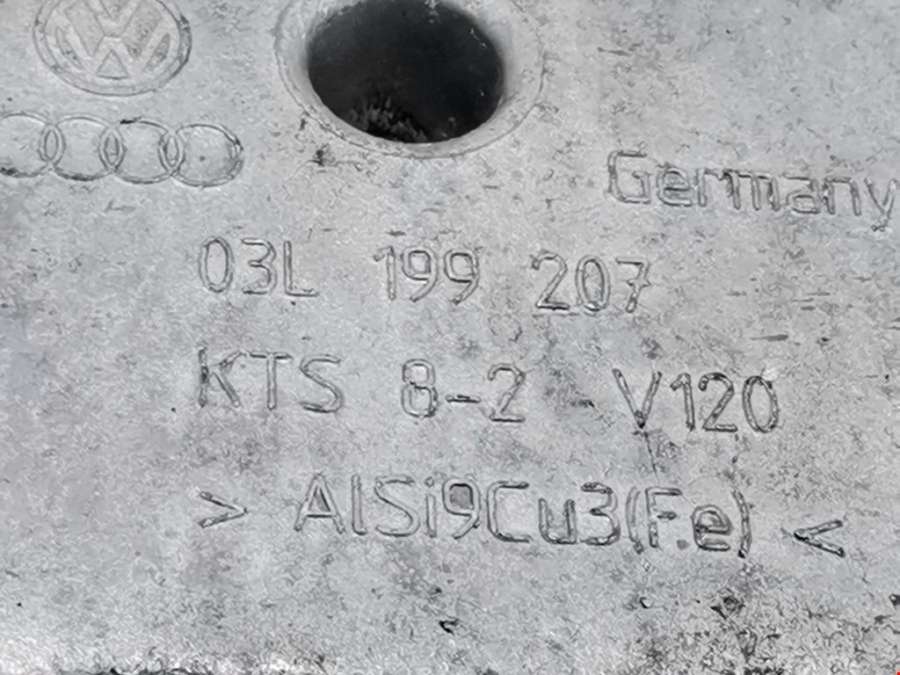 Germany
03L 199 207
KTS 8-2 V120
> AlSi9Cu3(Fe) <